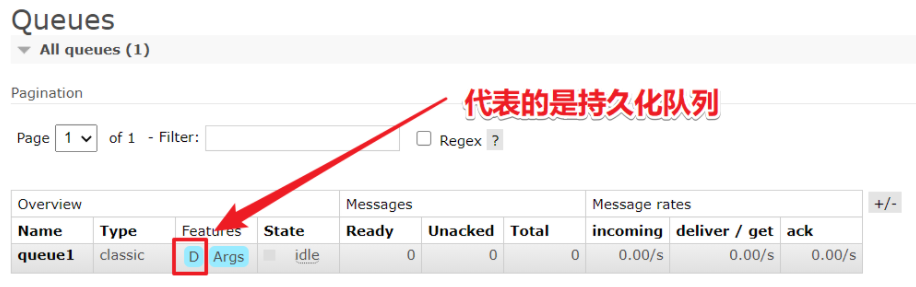 Queues
All queues (1)
Pagination
代表的是持久化队列
Page 1 of 1 - Filter: Regex ?
Overview Messages Message rates +/-
Name Type Features State Ready Unacked Total incoming deliver / get ack
queue1 classic D Args idle 0 0 0 0.00/s 0.00/s 0.00/s